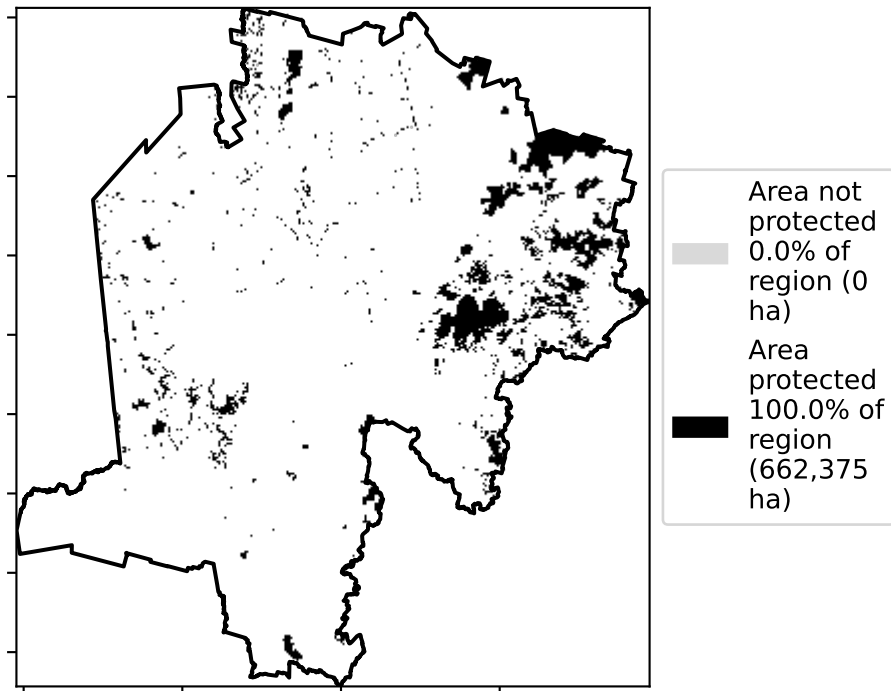 Area not
protected
0.0% of
region (0
ha)
Area
protected
100.0% of
region
(662,375
ha)